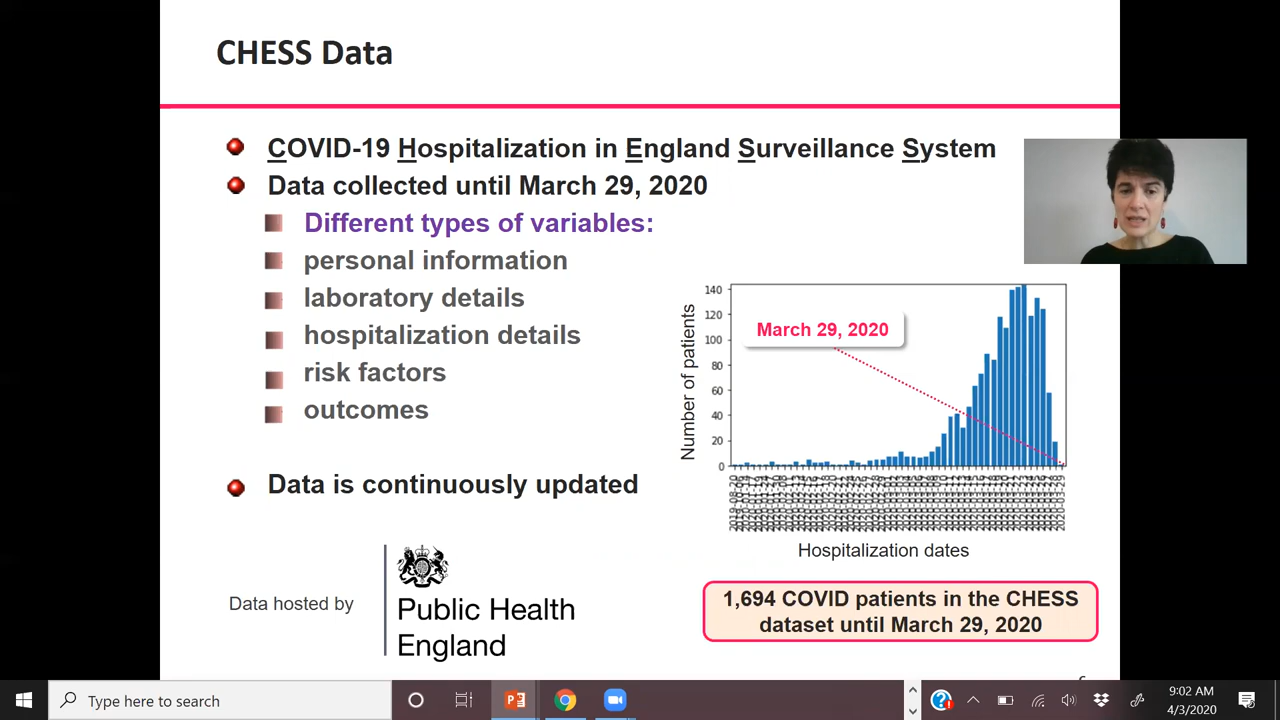 CHESS Data
COVID-19 Hospitalization in England Surveillance System
Data collected until March 29, 2020
Different types of variables:
personal information
laboratory details
hospitalization details
risk factors
outcomes
Data is continuously updated
Data hosted by
Public Health
England
Number of patients
140
120
100
80
60
40
20
0
March 29, 2020
2020-03-29
Hospitalization dates
1,694 COVID patients in the CHESS
dataset until March 29, 2020
Type here to search
9:02 AM
4/3/2020